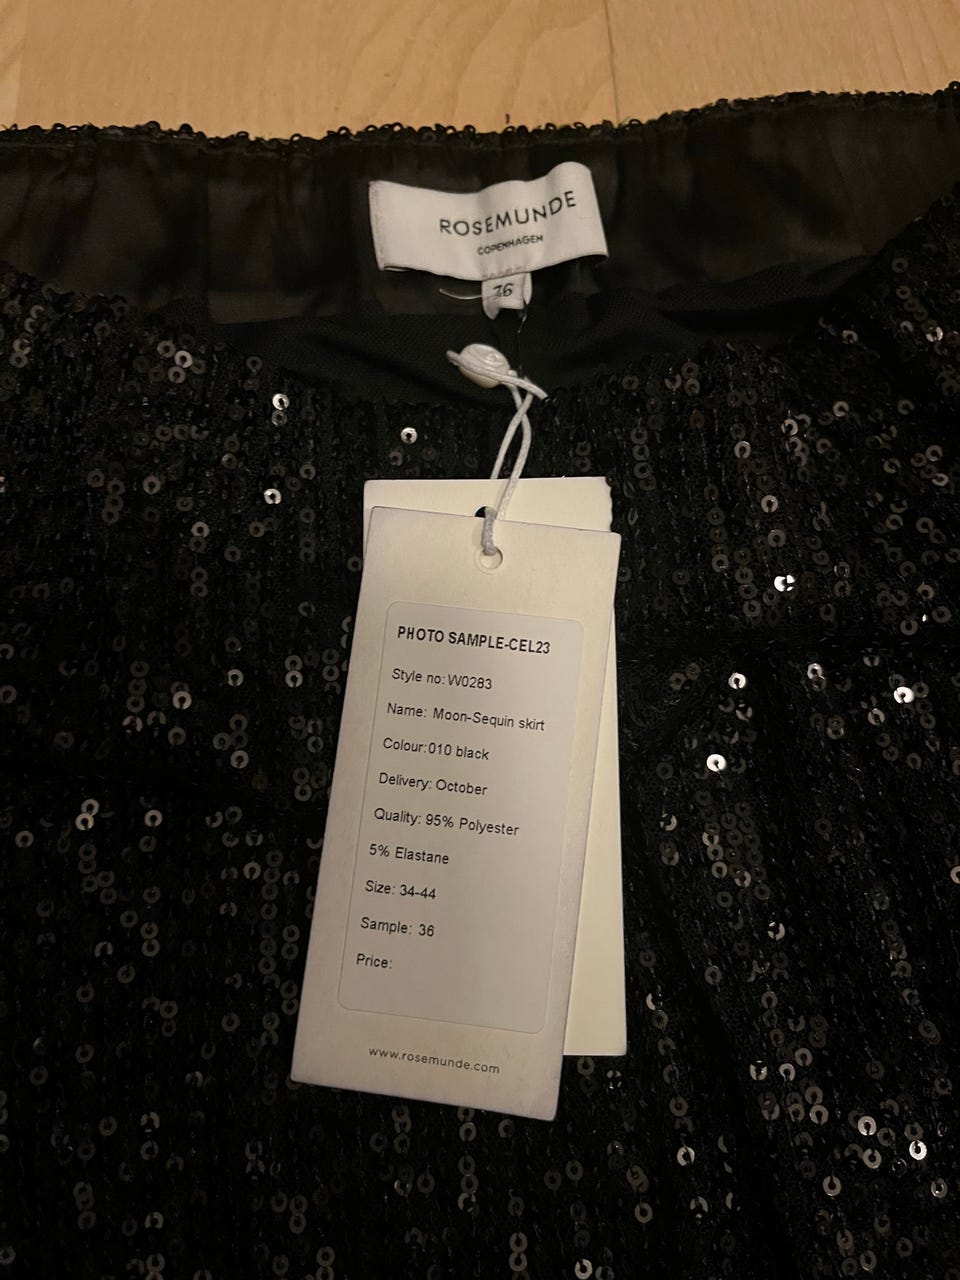 ROSEMUNDE
COPENHAGEN
36
PHOTO SAMPLE-CEL23
Style no: W0283
Name: Moon-Sequin skirt
Colour:010 black
Delivery: October
Quality: 95% Polyester
5% Elastane
Size: 34-44
Sample: 36
Price:
www.rosemunde.com